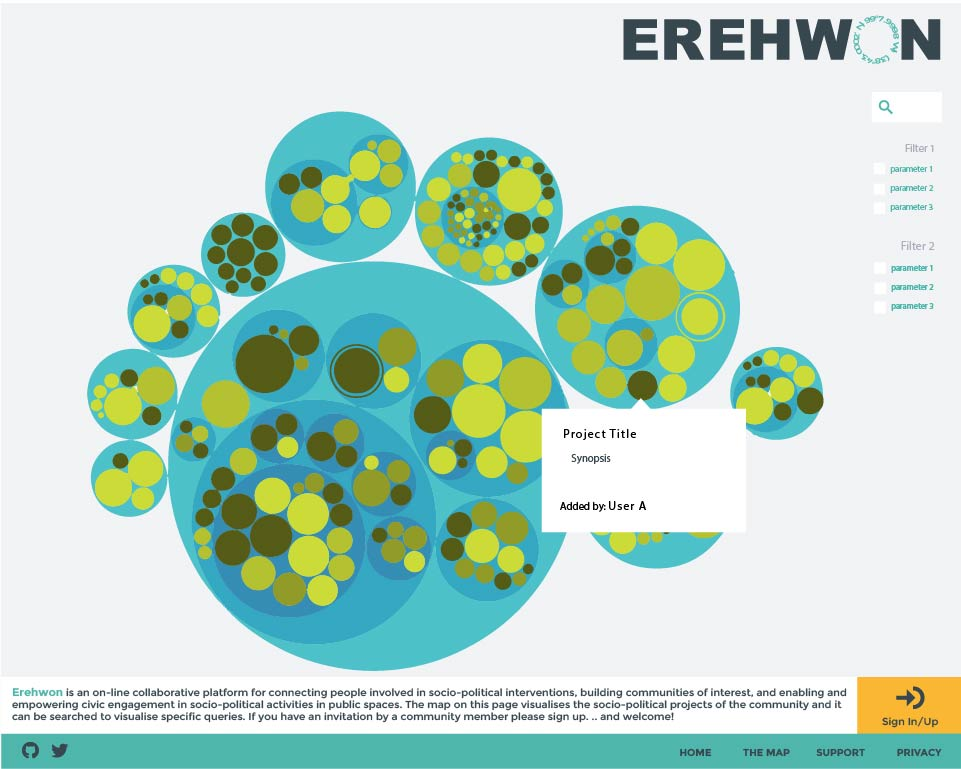 EREHWON
Filter 1
parameter 1
parameter 2
parameter 3
Filter 2
parameter 1
parameter 2
parameter 3
Project Title
Synopsis
Added by: User A
Erehwon is an on-line collaborative platform for connecting people involved in socio-political interventions, building communities of interest, and enabling and
empowering civic engagement in socio-political activities in public spaces. The map on this page visualises the socio-political projects of the community and it
can be searched to visualise specific queries. If you have an invitation by a community member please sign up. .. and welcome!
Sign In/Up
HOME THE MAP SUPPORT PRIVACY